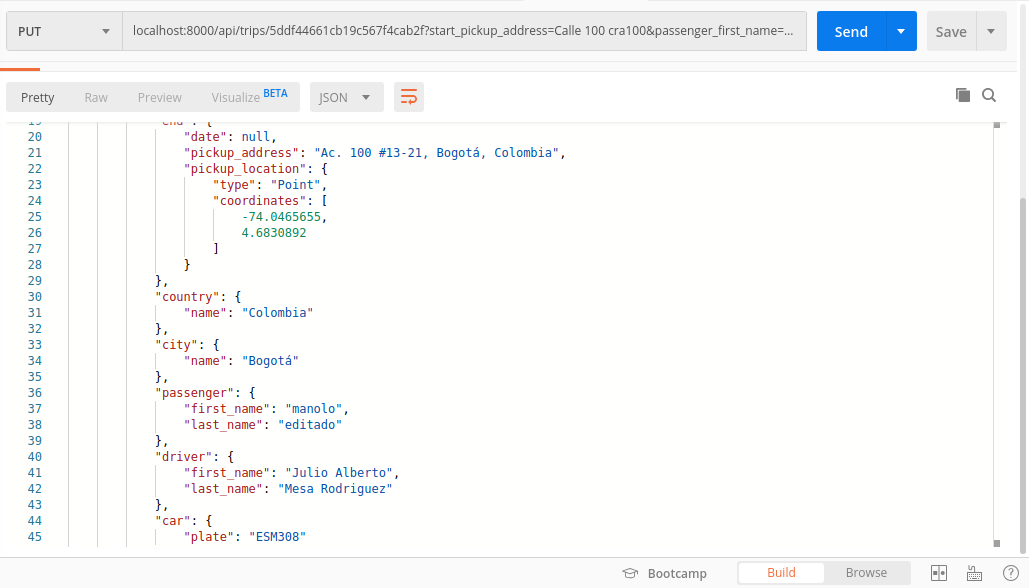 PUT
localhost:8000/api/trips/5ddf44661cb19c567f4cab2f?start_pickup_address=Calle 100 cra100&passenger_first_name=...
Send
Save
Pretty
Raw
Preview
Visualize BETA
JSON
19 "end": {
20 "date": null,
21 "pickup_address": "Ac. 100 #13-21, Bogotá, Colombia",
22 "pickup_location": {
23 "type": "Point",
24 "coordinates": [
25 -74.0465655,
26 4.6830892
27 ]
28 }
29 },
30 "country": {
31 "name": "Colombia"
32 },
33 "city": {
34 "name": "Bogotá"
35 },
36 "passenger": {
37 "first_name": "manolo",
38 "last_name": "editado"
39 },
40 "driver": {
41 "first_name": "Julio Alberto",
42 "last_name": "Mesa Rodriguez"
43 },
44 "car": {
45 "plate": "ESM308"
Bootcamp
Build
Browse